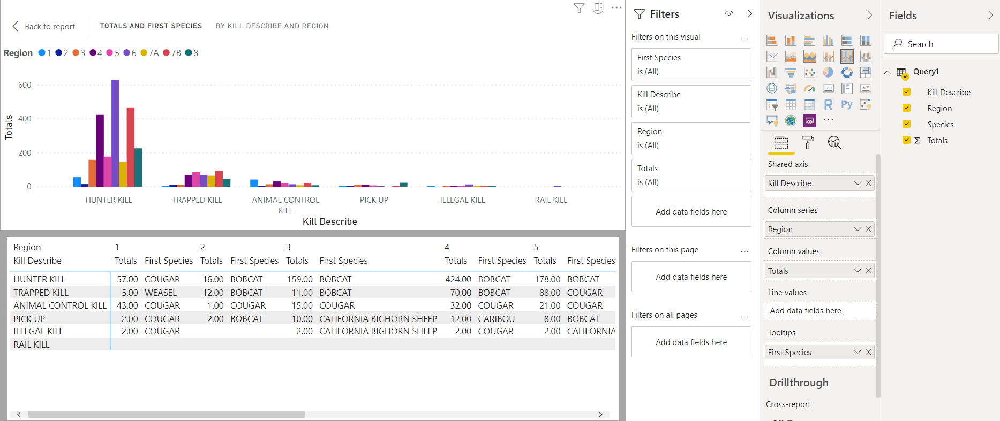 Back to report
TOTALS AND FIRST SPECIES
BY KILL DESCRIBE AND REGION
Region 1 2 3 4 5 6 7A 7B 8
Totals
600
400
200
0
HUNTER KILL
TRAPPED KILL
ANIMAL CONTROL
KILL
PICK UP
ILLEGAL KILL
RAIL KILL
Kill Describe
Region 1 2 3 4 5
Kill Describe Totals First Species Totals First Species Totals First Species Totals First Species Totals First Species
HUNTER KILL 57.00 COUGAR 16.00 BOBCAT 159.00 BOBCAT 424.00 BOBCAT 178.00 BOBCAT
TRAPPED KILL 5.00 WEASEL 12.00 BOBCAT 11.00 BOBCAT 70.00 BOBCAT 88.00 COUGAR
ANIMAL CONTROL KILL 43.00 COUGAR 1.00 COUGAR 15.00 COUGAR 32.00 COUGAR 21.00 COUGAR
PICK UP 2.00 COUGAR 2.00 BOBCAT 10.00 CALIFORNIA BIGHORN SHEEP 12.00 CARIBOU 8.00 BOBCAT
ILLEGAL KILL 2.00 COUGAR 2.00 CALIFORNIA BIGHORN SHEEP 2.00 COUGAR 2.00 CALIFORNIA
RAIL KILL
Filters
Filters on this visual
First Species
is (All)
Kill Describe
is (All)
Region
is (All)
Totals
is (All)
Add data fields here
Filters on this page
Add data fields here
Filters on all pages
Add data fields here
Visualizations
123
R
Py
Shared axis
Kill Describe
Column series
Region
Column values
Totals
Line values
Add data fields here
Tooltips
First Species
Drillthrough
Cross-report
Fields
Search
Query1
Kill Describe
Region
Species
Σ Totals